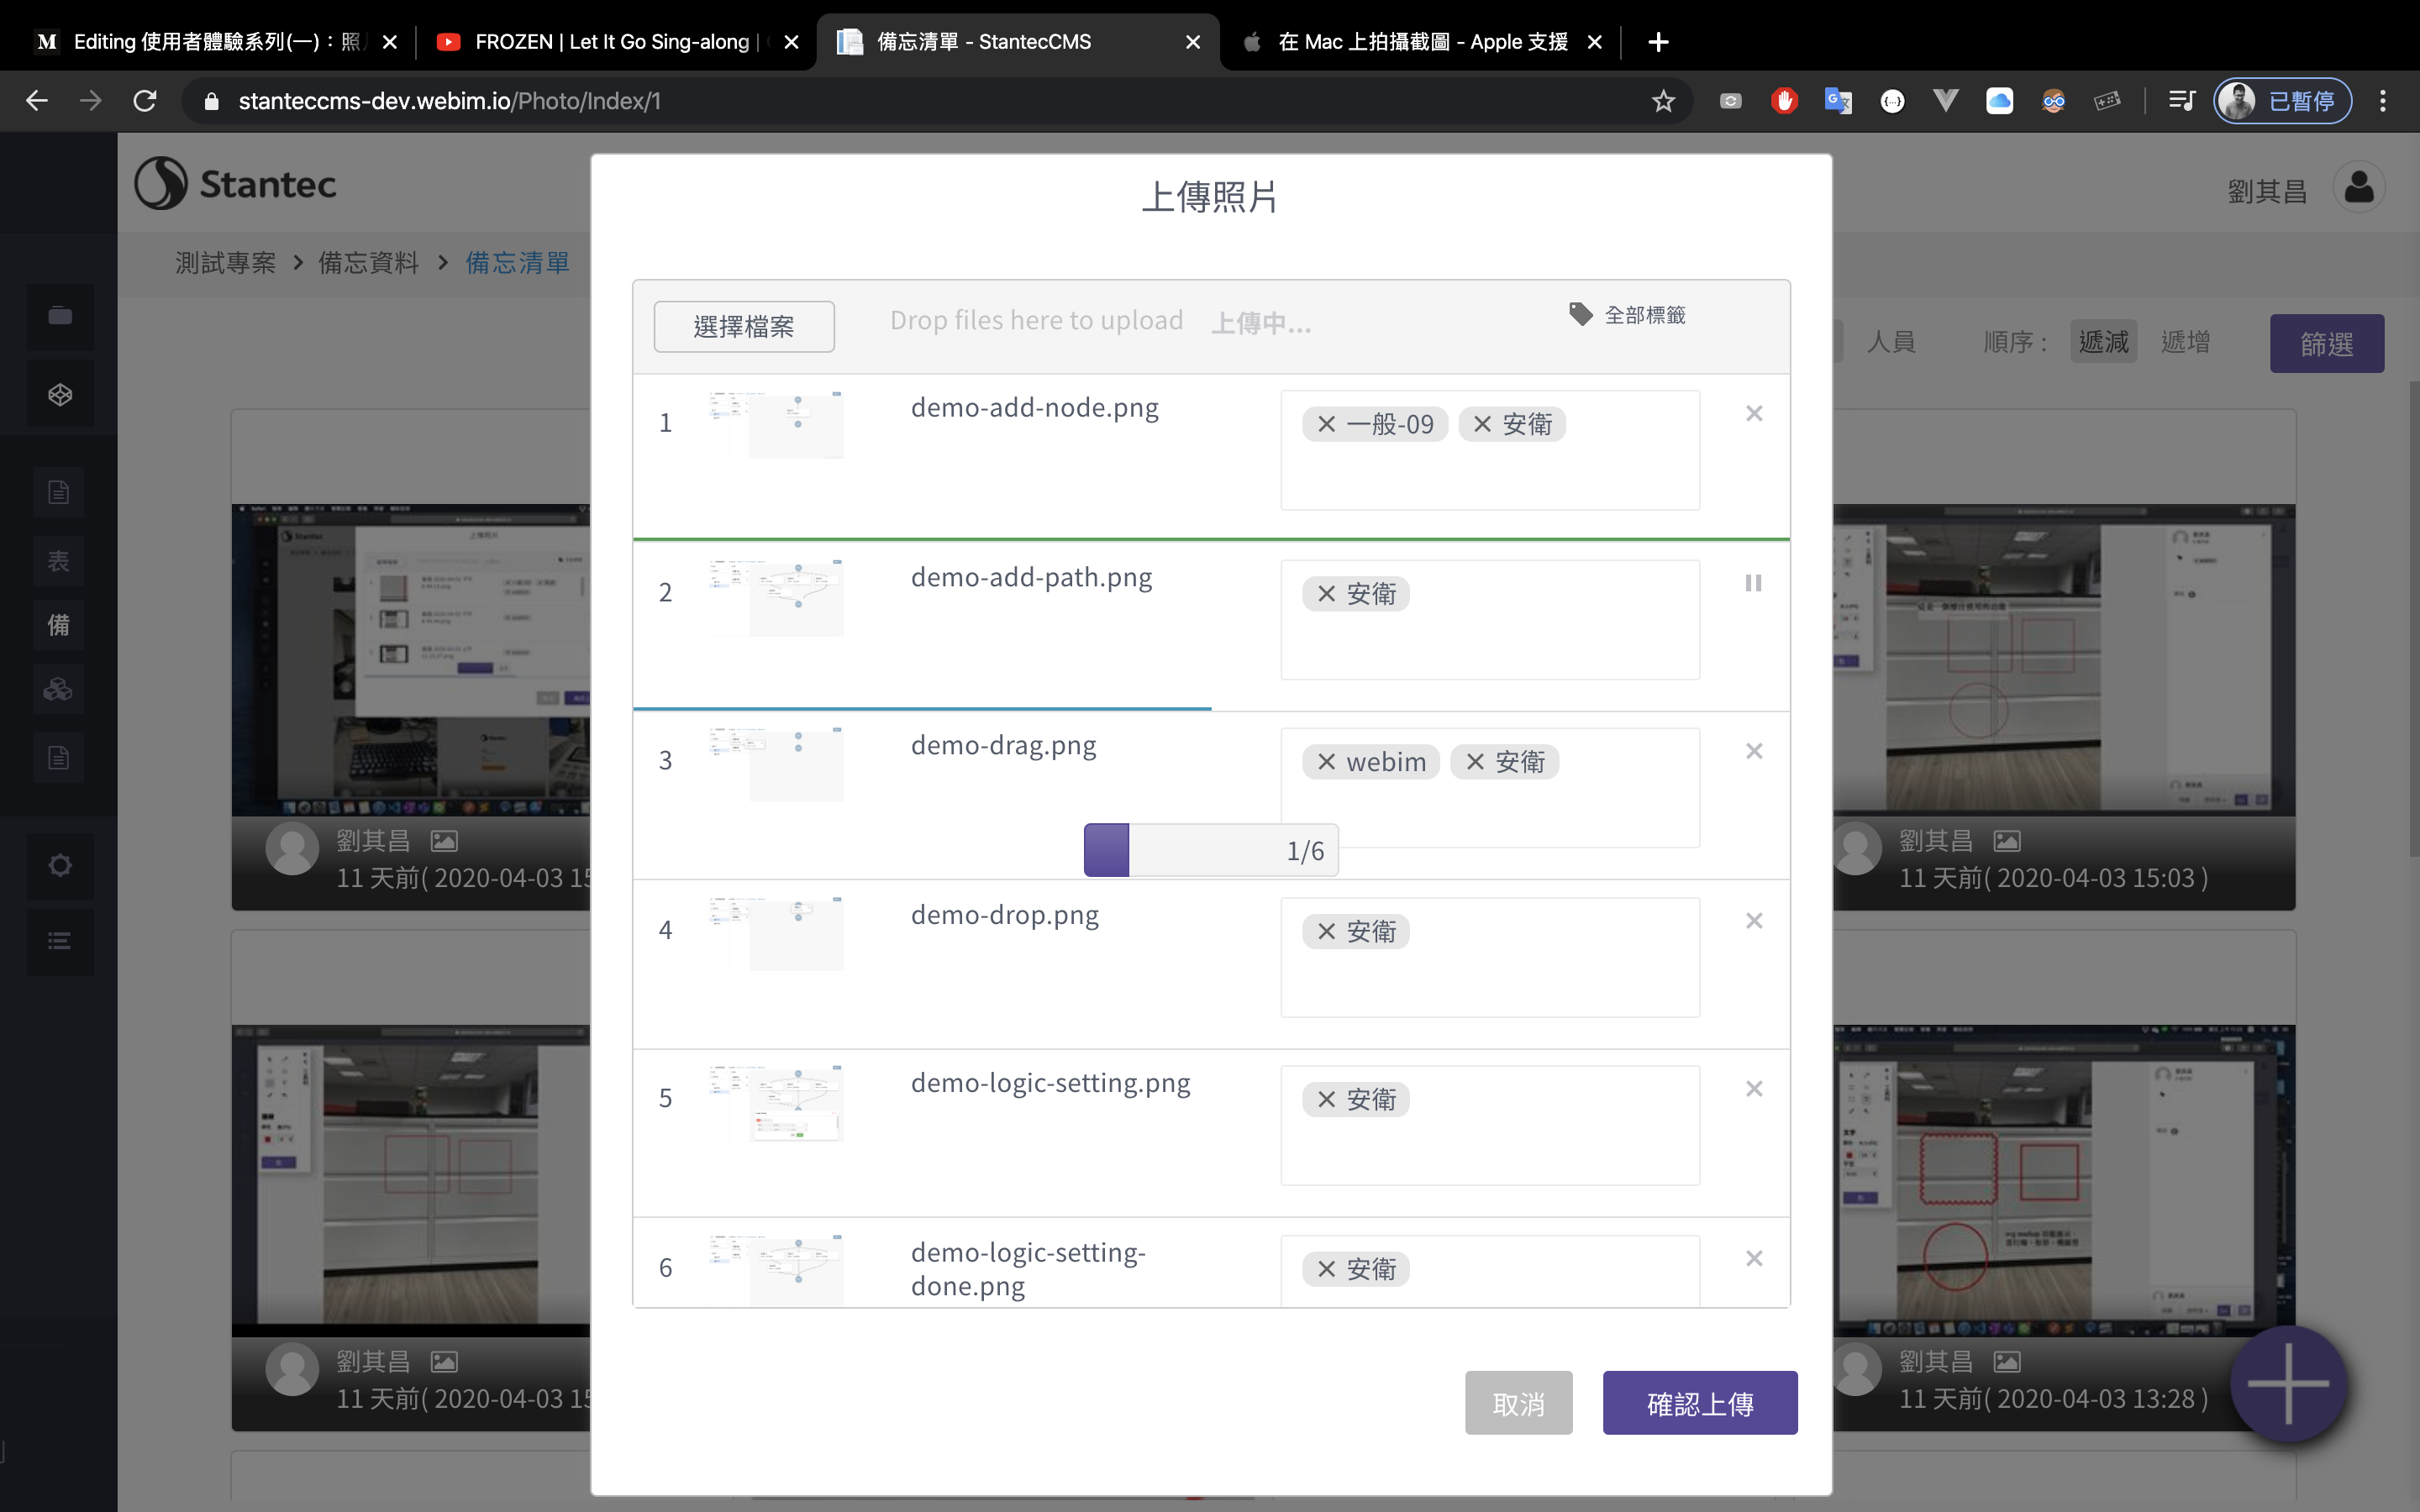 Editing 使用者體驗系列(一)：照
FROZEN | Let It Go Sing-along |
備忘清單 - StantecCMS
在 Mac 上拍攝截圖 - Apple 支援
stanteccms-dev.webim.io/Photo/Index/1
已暫停
Stantec
劉其昌
測試專案 > 備忘資料 > 備忘清單
人員
順序 :
遞減
遞增
篩選
表
備
上傳照片
選擇檔案
Drop files here to upload
上傳中...
全部標籤
1
demo-add-node.png
一般-09
安衛
2
demo-add-path.png
安衛
3
demo-drag.png
webim
安衛
1/6
4
demo-drop.png
安衛
5
demo-logic-setting.png
安衛
6
demo-logic-setting-
done.png
安衛
取消
確認上傳
劉其昌
11 天前( 2020-04-03 15
劉其昌
11 天前( 2020-04-03 15:03 )
劉其昌
11 天前( 2020-04-03 15
劉其昌
11 天前( 2020-04-03 13:28 )